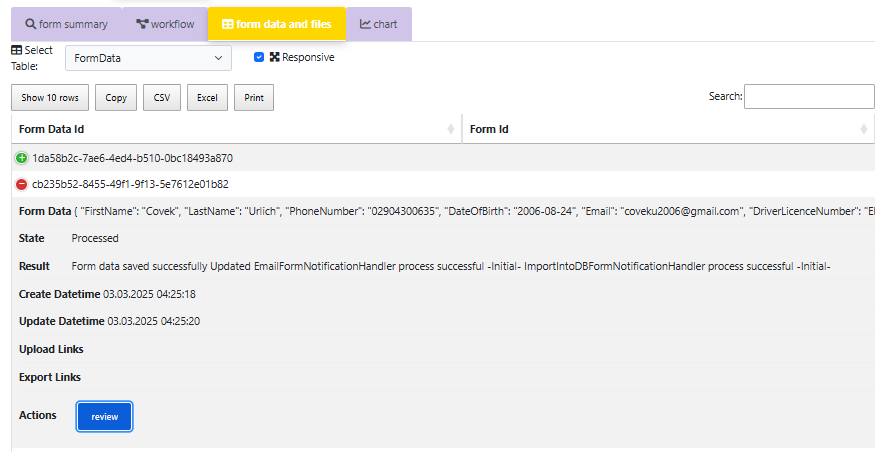 form summary workflow form data and files chart
Select Table: FormData Responsive
Show 10 rows Copy CSV Excel Print Search:
Form Data Id Form Id
1da58b2c-7ae6-4ed4-b510-0bc18493a870
cb235b52-8455-49f1-9f13-5e7612e01b82
Form Data { "FirstName": "Covek", "LastName": "Urlich", "PhoneNumber": "02904300635", "DateOfBirth": "2006-08-24", "Email": "coveku2006@gmail.com", "DriverLicenceNumber":
State Processed
Result Form data saved successfully Updated EmailFormNotificationHandler process successful -Initial- ImportIntoDBFormNotificationHandler process successful -Initial-
Create Datetime 03.03.2025 04:25:18
Update Datetime 03.03.2025 04:25:20
Upload Links
Export Links
Actions review